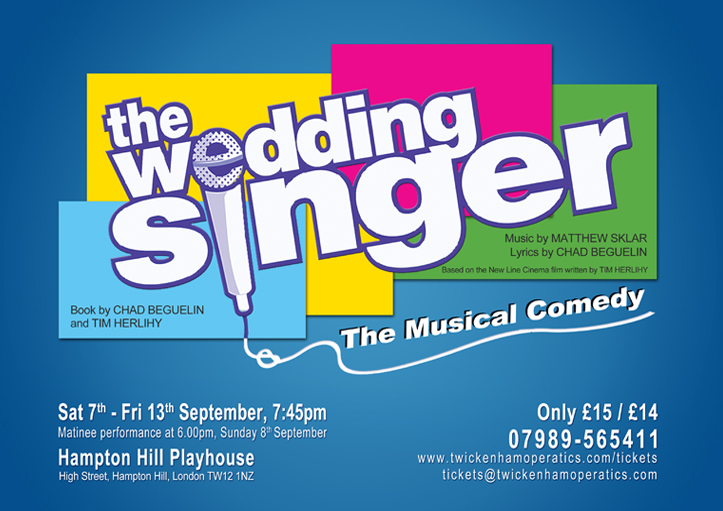 the
wedding
singer
Music by MATTHEW SKLAR
Lyrics by CHAD BEGUELIN
Based on the New Line Cinema film written by TIM HERLIHY
Book by CHAD BEGUELIN
and TIM HERLIHY
The Musical Comedy
Sat 7th - Fri 13th September, 7:45pm
Matinee performance at 6.00pm, Sunday 8th September
Hampton Hill Playhouse
High Street, Hampton Hill, London TW12 1NZ
Only £15 / £14
07989-565411
www.twickenhamoperatics.com/tickets
tickets@twickenhamoperatics.com